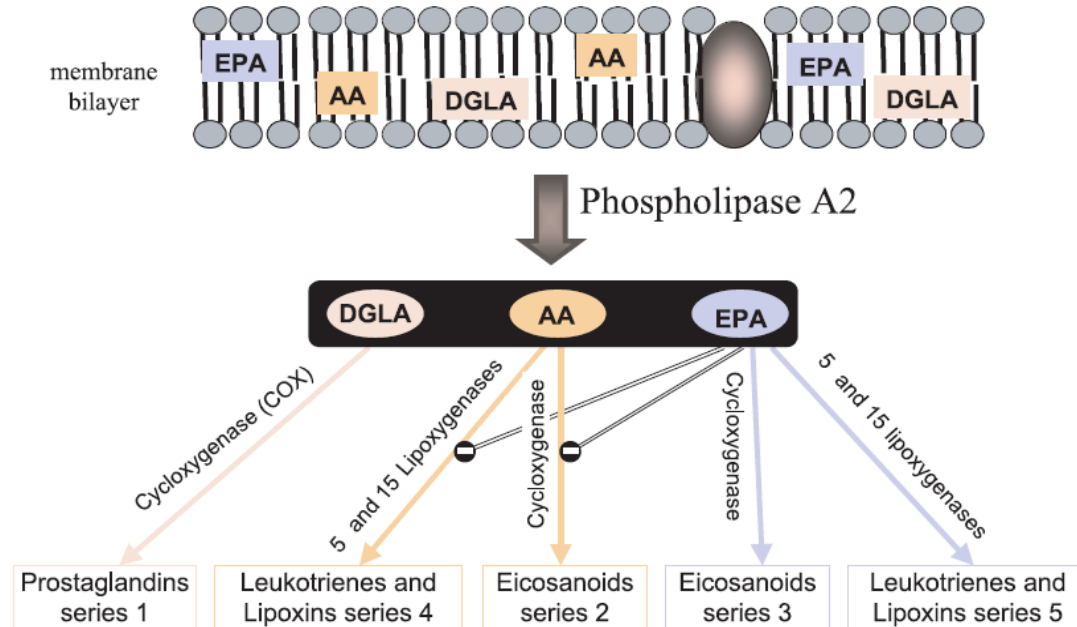 EPA
AA
EPA
membrane
bilayer
AA
DGLA
DGLA
Phospholipase A2
DGLA
AA
EPA
Cycloxygenase (COX)
5 and 15 Lipoxygenases
Cycloxygenase
Cycloxygenase
5 and 15 lipoxygenases
Prostaglandins
series 1
Leukotrienes and
Lipoxins series 4
Eicosanoids
series 2
Eicosanoids
series 3
Leukotrienes and
Lipoxins series 5